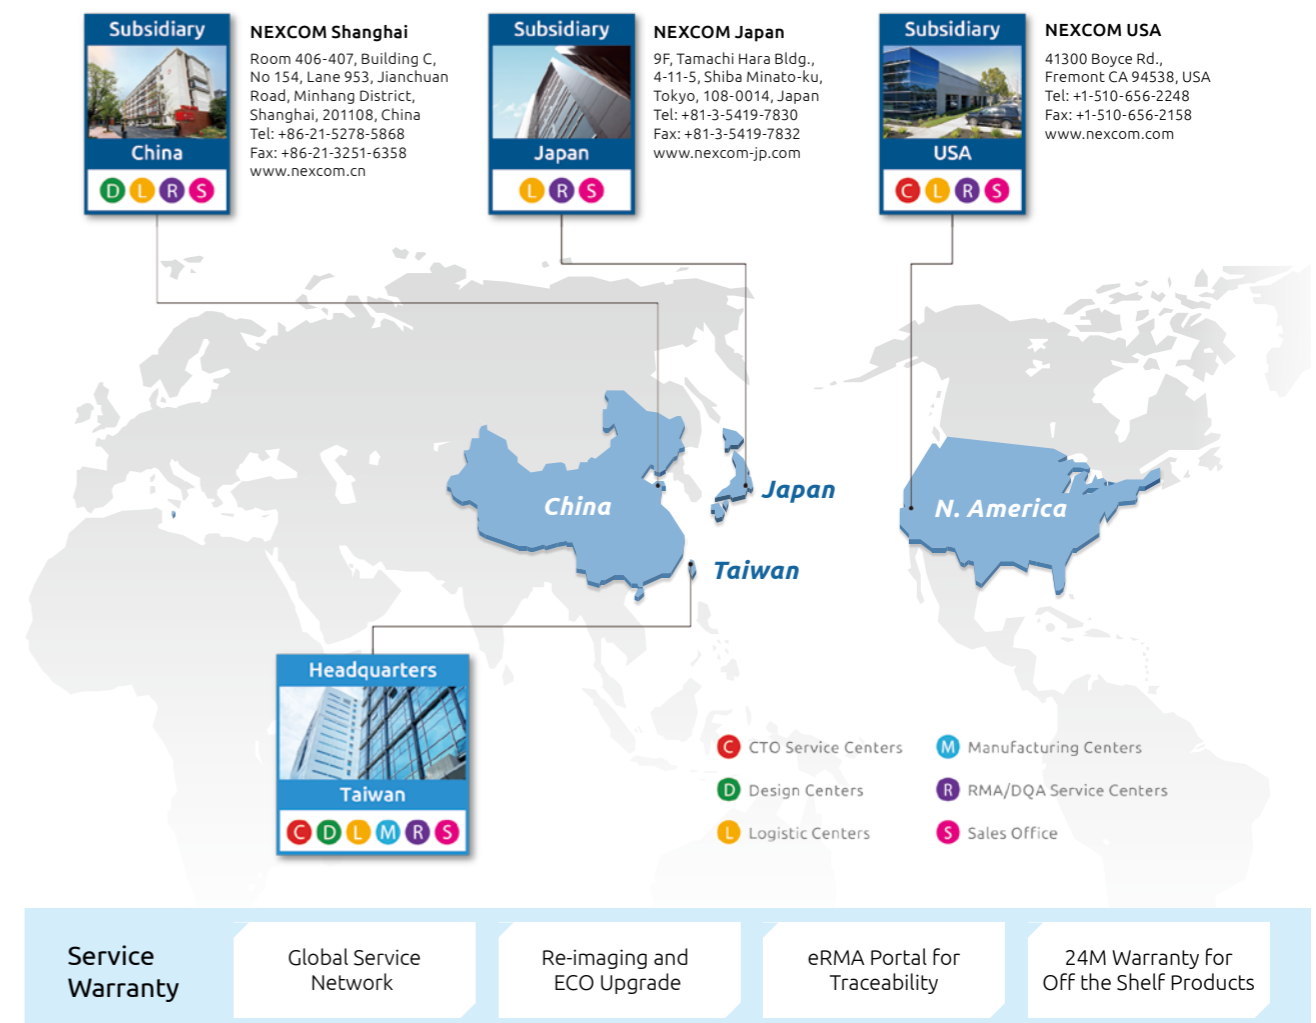 Subsidiary
China
D L R S
NEXCOM Shanghai
Room 406-407, Building C,
No 154, Lane 953, Jianchuan
Road, Minhang District,
Shanghai, 201108, China
Tel: +86-21-5278-5868
Fax: +86-21-3251-6358
www.nexcom.cn
Subsidiary
Japan
L R S
NEXCOM Japan
9F, Tamachi Hara Bldg.,
4-11-5, Shiba Minato-ku,
Tokyo, 108-0014, Japan
Tel: +81-3-5419-7830
Fax: +81-3-5419-7832
www.nexcom-jp.com
Subsidiary
USA
C L R S
NEXCOM USA
41300 Boyce Rd.,
Fremont CA 94538, USA
Tel: +1-510-656-2248
Fax: +1-510-656-2158
www.nexcom.com
China
Japan
N. America
Taiwan
Headquarters
Taiwan
C D L M R S
C CTO Service Centers
D Design Centers
L Logistic Centers
M Manufacturing Centers
R RMA/DQA Service Centers
S Sales Office
Service
Warranty
Global Service
Network
Re-imaging and
ECO Upgrade
eRMA Portal for
Traceability
24M Warranty for
Off the Shelf Products